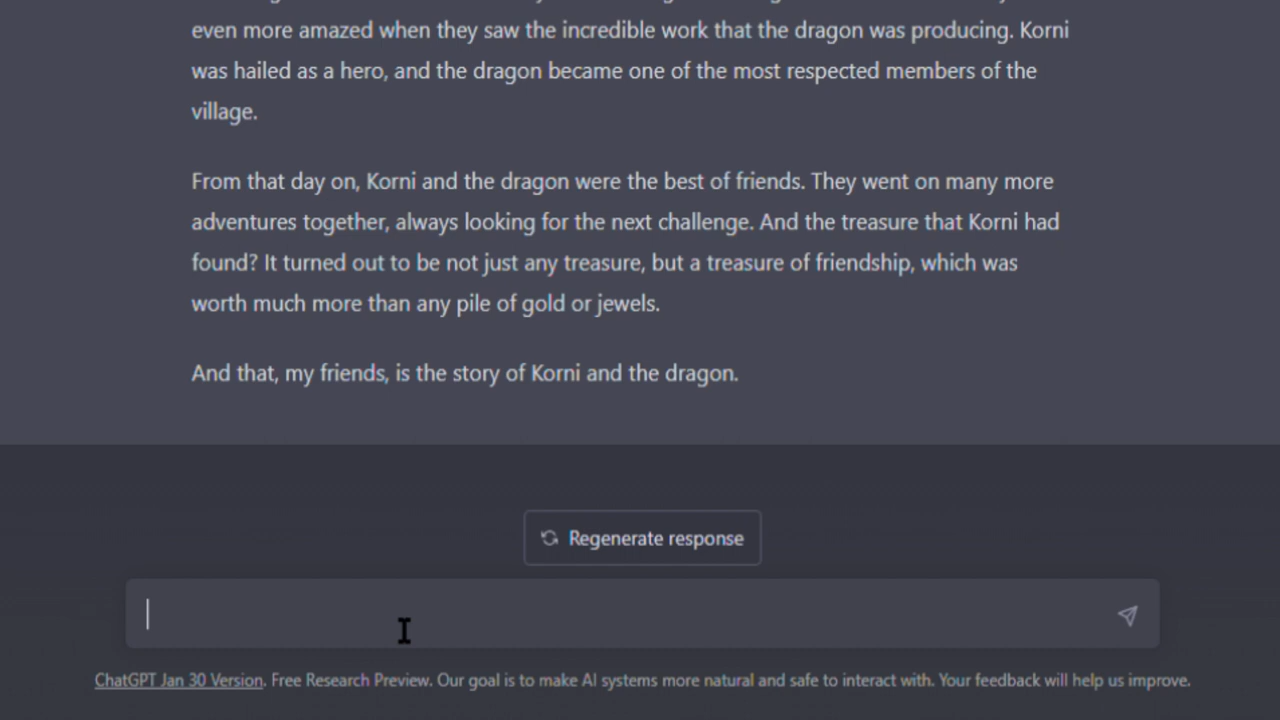 even more amazed when they saw the incredible work that the dragon was producing. Korni
was hailed as a hero, and the dragon became one of the most respected members of the
village.
From that day on, Korni and the dragon were the best of friends. They went on many more
adventures together, always looking for the next challenge. And the treasure that Korni had
found? It turned out to be not just any treasure, but a treasure of friendship, which was
worth much more than any pile of gold or jewels.
And that, my friends, is the story of Korni and the dragon.
Regenerate response
ChatGPT Jan 30 Version. Free Research Preview. Our goal is to make AI systems more natural and safe to interact with. Your feedback will help us improve.